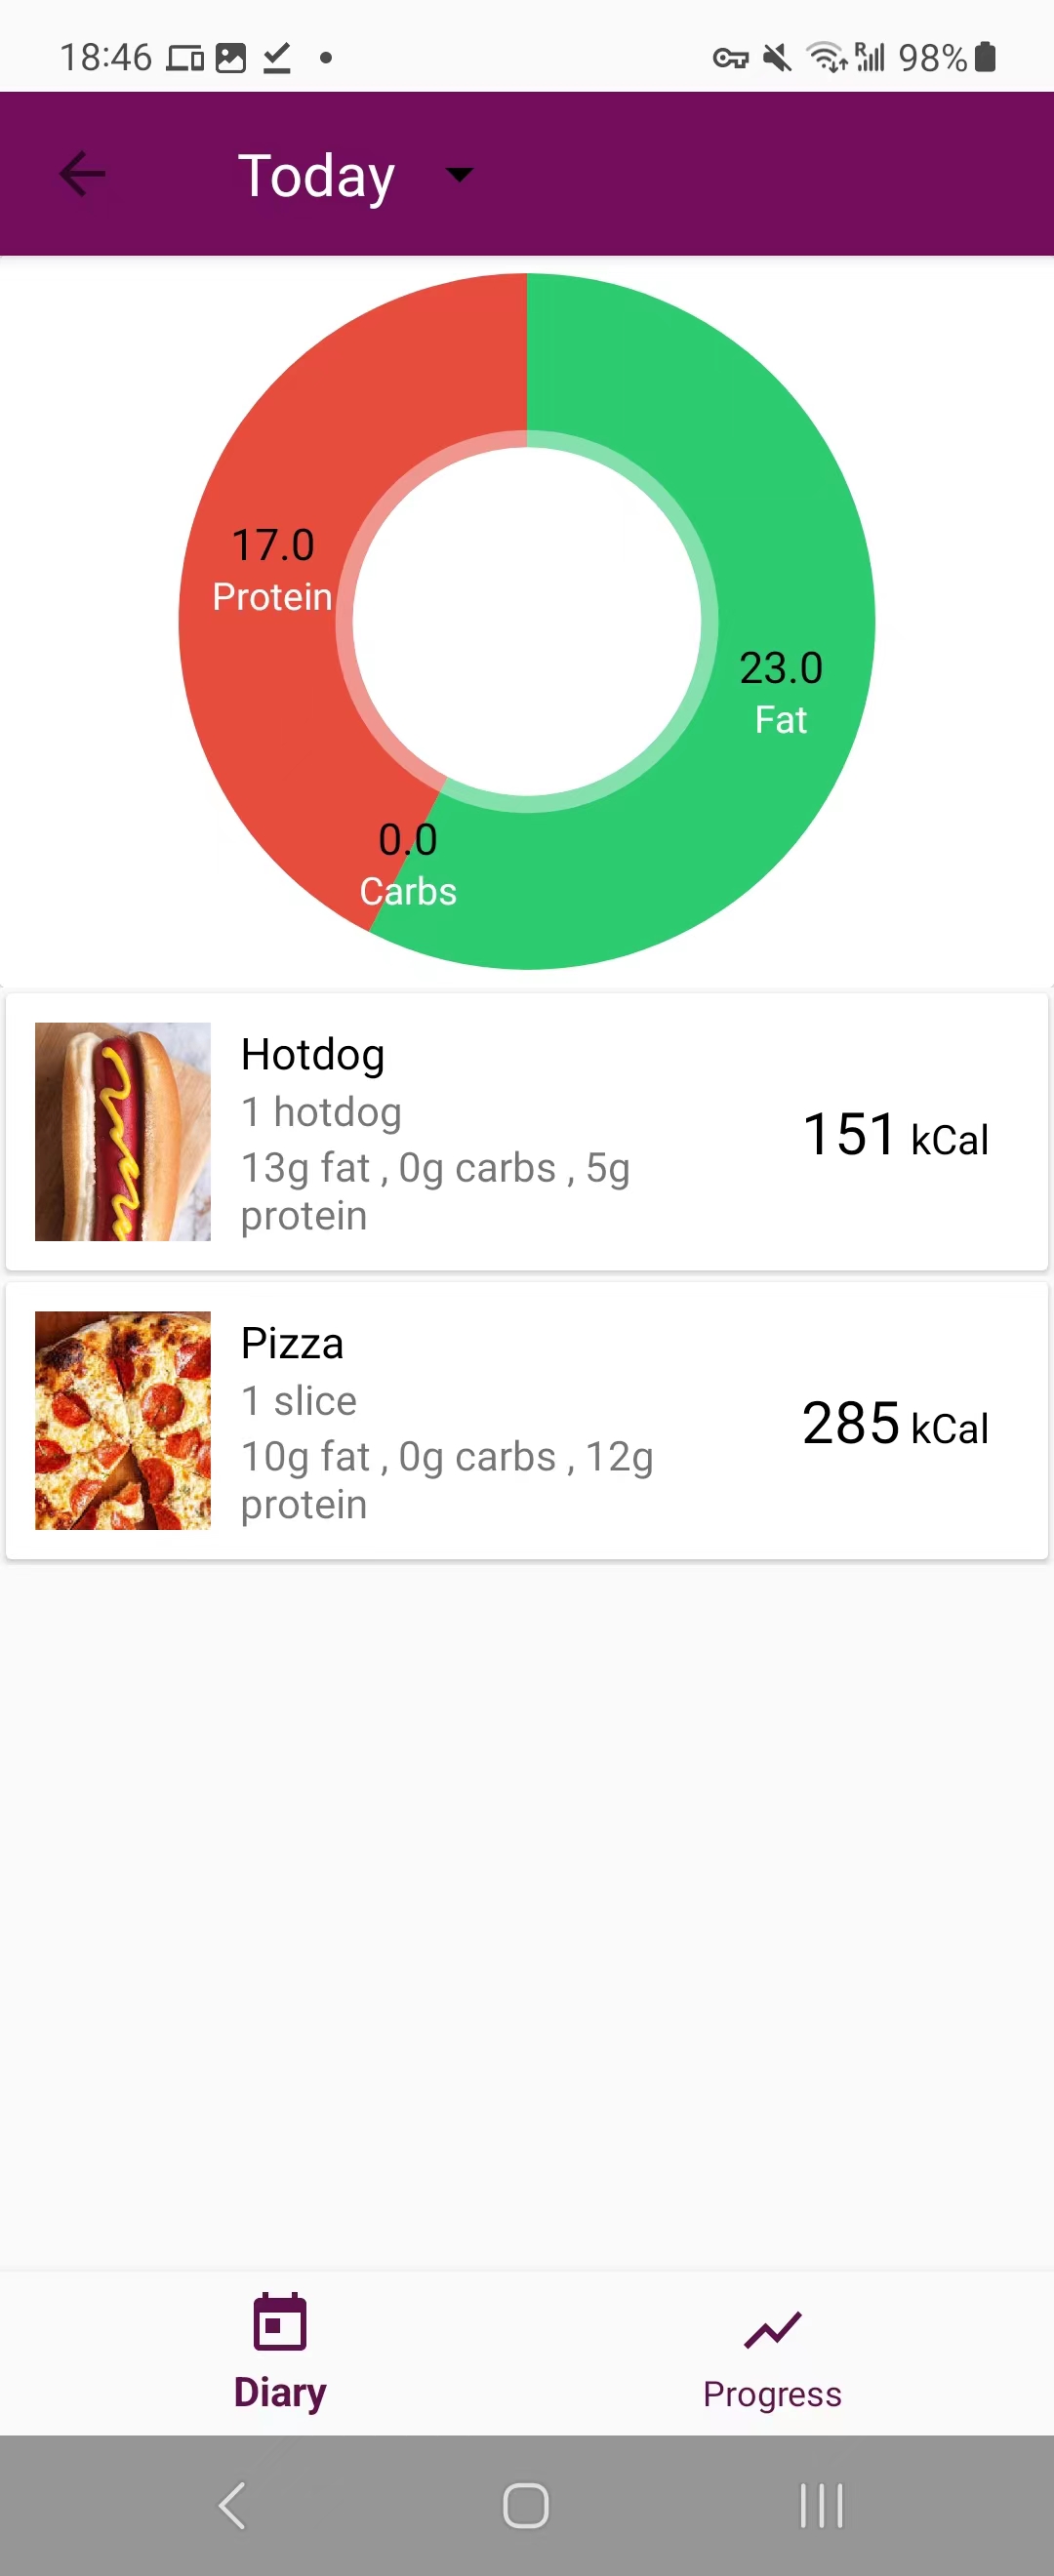 18:46 98%
Today
17.0
Protein
23.0
Fat
0.0
Carbs
Hotdog
1 hotdog
13g fat , 0g carbs , 5g
protein
151 kCal
Pizza
1 slice
10g fat , 0g carbs , 12g
protein
285 kCal
Diary
Progress